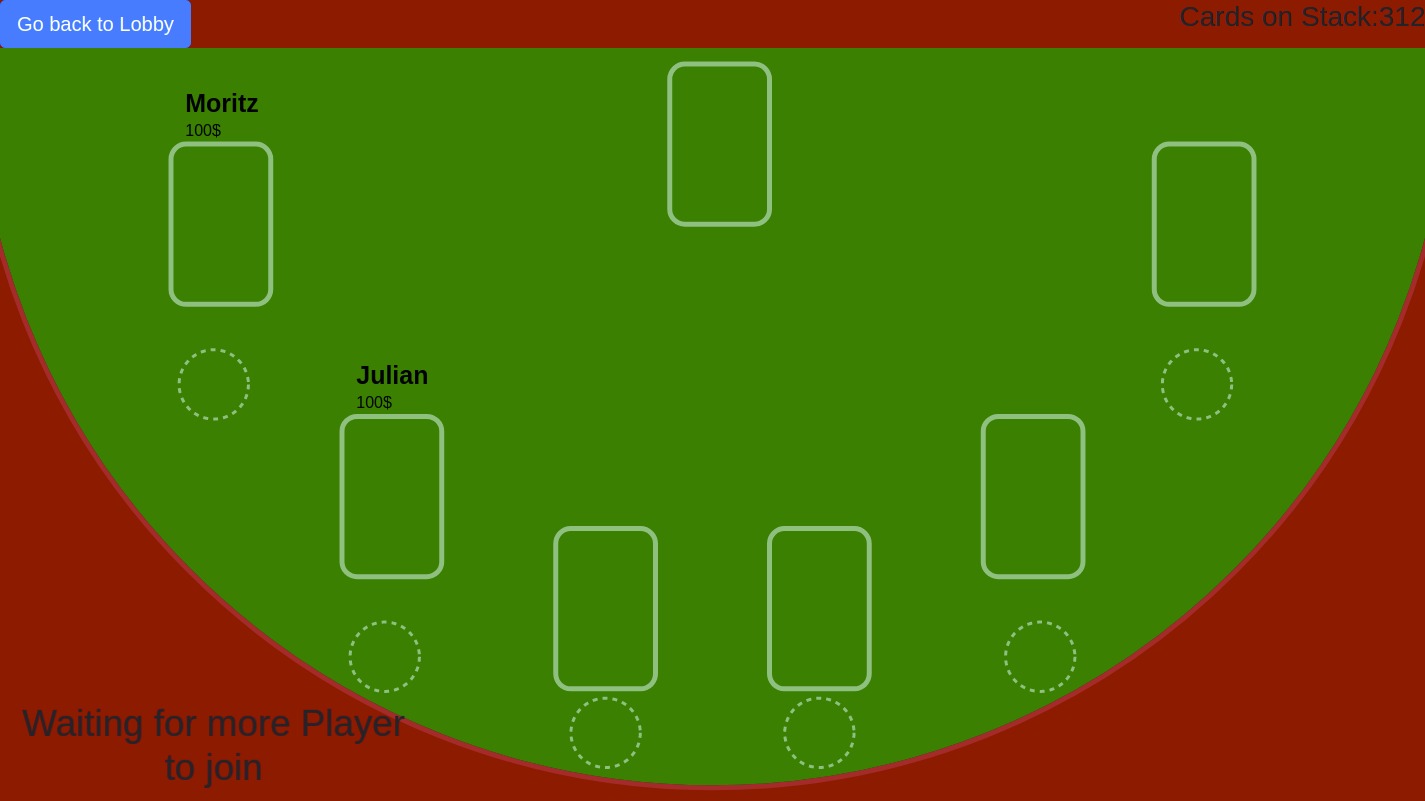 Go back to Lobby
Cards on Stack:312
Moritz
100$
Julian
100$
Waiting for more Player
to join